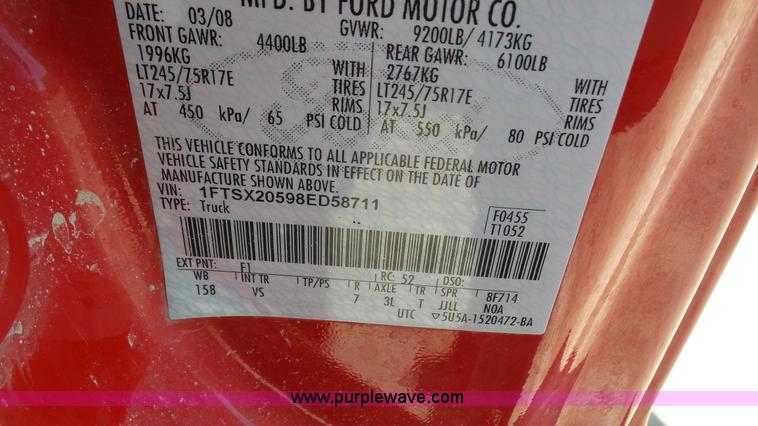 MFD. BY FORD MOTOR CO.
DATE: 03/08 GVWR: 9200LB/ 4173KG
FRONT GAWR: 4400LB REAR GAWR: 6100LB
1996KG WITH 2767KG WITH
LT245/75R17E TIRES LT245/75R17E TIRES
17x7.5J RIMS 17x7.5J RIMS
AT 450 kPa/ 65 PSI COLD AT 550 kPa/ 80 PSI COLD
THIS VEHICLE CONFORMS TO ALL APPLICABLE FEDERAL MOTOR
VEHICLE SAFETY STANDARDS IN EFFECT ON THE DATE OF
MANUFACTURE SHOWN ABOVE.
VIN: 1FTSX20598ED58711
TYPE: Truck
F0455
T1052
EXT PNT: F1 RC: 52 DSO:
WB INT TR TP/PS R AXLE TR SPR 8F714
158 VS 7 3L T JJLL NOA
UTC ▽5U5A-1520472-BA
www.purplewave.com